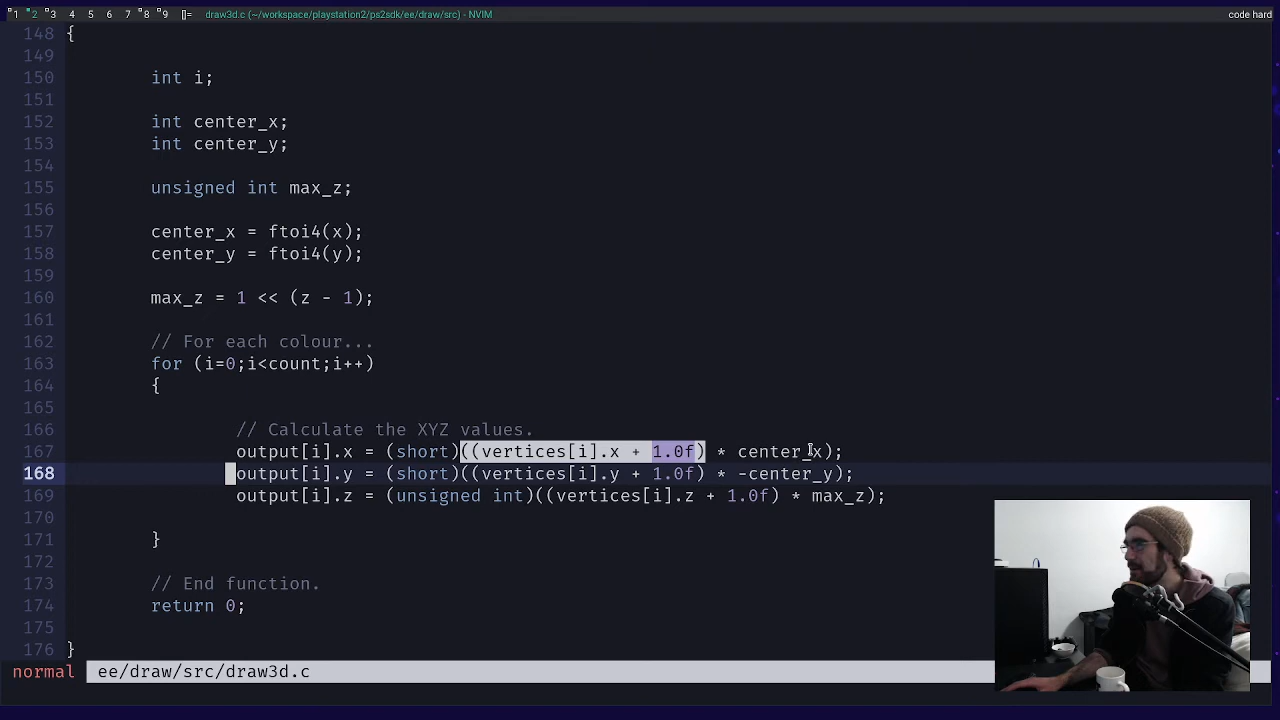 1 2 3 4 5 6 7 8 9 []= draw3d.c (~/workspace/playstation2/ps2sdk/ee/draw/src) - NVIM code hard
148 {
149
150 int i;
151
152 int center_x;
153 int center_y;
154
155 unsigned int max_z;
156
157 center_x = ftoi4(x);
158 center_y = ftoi4(y);
159
160 max_z = 1 << (z - 1);
161
162 // For each colour...
163 for (i=0;i<count;i++)
164 {
165
166 // Calculate the XYZ values.
167 output[i].x = (short)((vertices[i].x + 1.0f) * center_x);
168 output[i].y = (short)((vertices[i].y + 1.0f) * -center_y);
169 output[i].z = (unsigned int)((vertices[i].z + 1.0f) * max_z);
170
171 }
172
173 // End function.
174 return 0;
175
176 }
normal ee/draw/src/draw3d.c